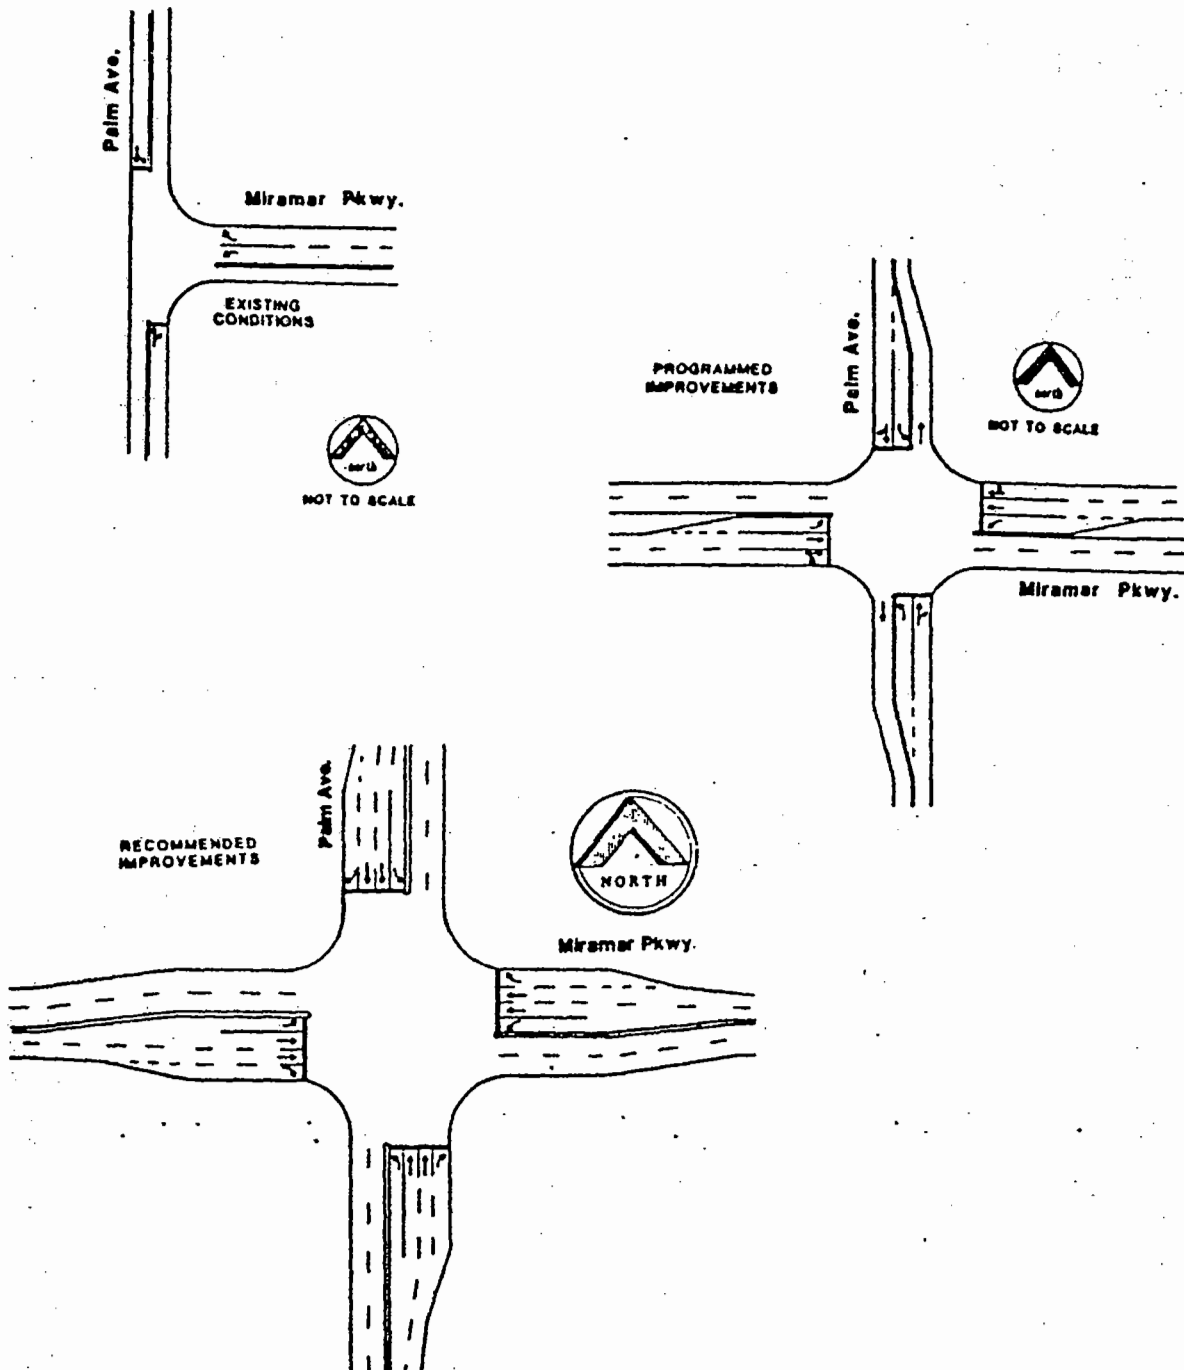 Palm Ave.
Miramar Pkwy.
EXISTING
CONDITIONS
north
NOT TO SCALE
PROGRAMMED
IMPROVEMENTS
Palm Ave.
north
NOT TO SCALE
Miramar Pkwy.
RECOMMENDED
IMPROVEMENTS
Palm Ave.
NORTH
Miramar Pkwy.